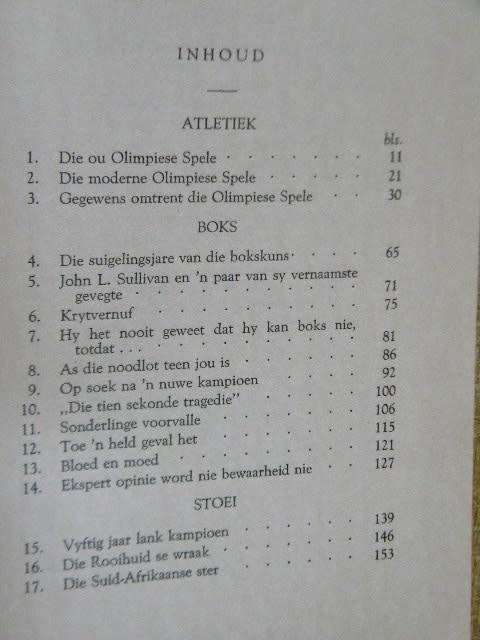 INHOUD
ATLETIEK
bls.
1. Die ou Olimpiese Spele . . . . . . . 11
2. Die moderne Olimpiese Spele . . . . . 21
3. Gegewens omtrent die Olimpiese Spele . . 30
BOKS
4. Die suigelingsjare van die bokskuns . . . . 65
5. John L. Sullivan en 'n paar van sy vernaamste
gevegte . . . . . . . . . . 71
6. Krytvernuf . . . . . . . . . 75
7. Hy het nooit geweet dat hy kan boks nie,
totdat . . . . . . . . . . . 81
8. As die noodlot teen jou is . . . . . . 86
9. Op soek na 'n nuwe kampioen . . . . . 92
10. „Die tien sekonde tragedie" . . . . . . 100
11. Sonderlinge voorvalle . . . . . . . 106
12. Toe 'n held geval het . . . . . . 115
13. Bloed en moed . . . . . . . . 121
14. Ekspert opinie word nie bewaarheid nie . . 127
STOEI
15. Vyftig jaar lank kampioen . . . . . . 139
16. Die Rooihuid se wraak . . . . . . 146
17. Die Suid-Afrikaanse ster . . . . . . 153